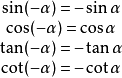 sin(−α) = − sin α
cos(−α) = cos α
tan(−α) = − tan α
cot(−α) = − cot α